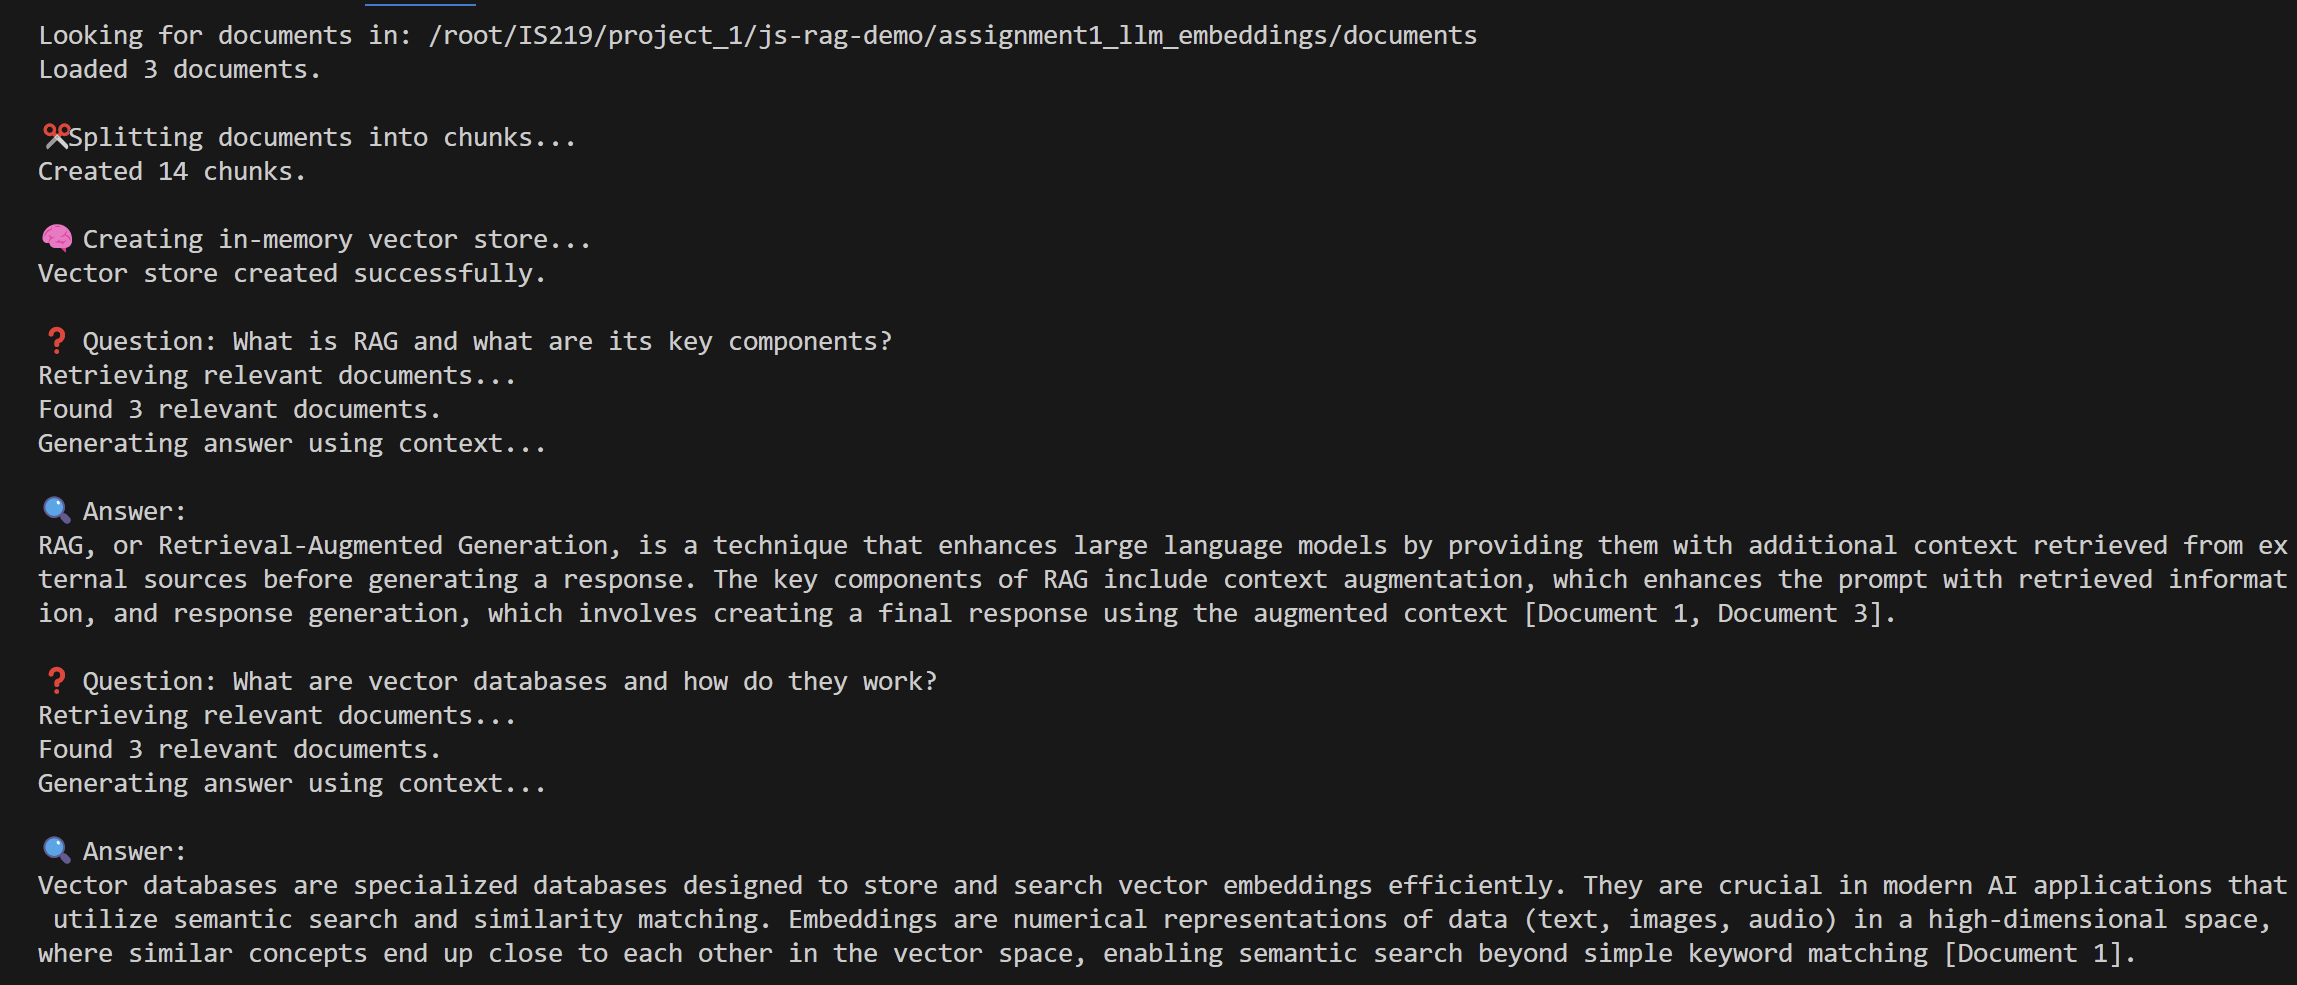 Looking for documents in: /root/IS219/project_1/js-rag-demo/assignment1_llm_embeddings/documents
Loaded 3 documents.
✂️Splitting documents into chunks...
Created 14 chunks.
🧠 Creating in-memory vector store...
Vector store created successfully.
❓ Question: What is RAG and what are its key components?
Retrieving relevant documents...
Found 3 relevant documents.
Generating answer using context...
🔍 Answer:
RAG, or Retrieval-Augmented Generation, is a technique that enhances large language models by providing them with additional context retrieved from ex
ternal sources before generating a response. The key components of RAG include context augmentation, which enhances the prompt with retrieved informat
ion, and response generation, which involves creating a final response using the augmented context [Document 1, Document 3].
❓ Question: What are vector databases and how do they work?
Retrieving relevant documents...
Found 3 relevant documents.
Generating answer using context...
🔍 Answer:
Vector databases are specialized databases designed to store and search vector embeddings efficiently. They are crucial in modern AI applications that
utilize semantic search and similarity matching. Embeddings are numerical representations of data (text, images, audio) in a high-dimensional space,
where similar concepts end up close to each other in the vector space, enabling semantic search beyond simple keyword matching [Document 1].